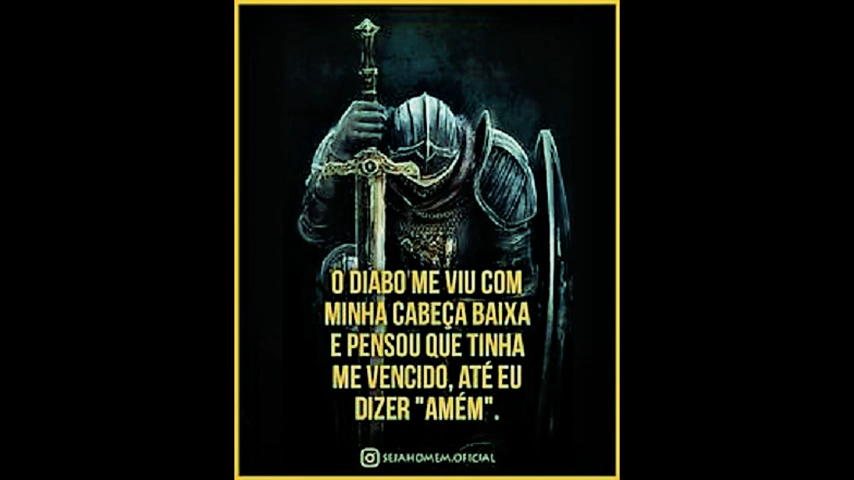 O DIABO ME VIU COM
MINHA CABEÇA BAIXA
E PENSOU QUE TINHA
ME VENCIDO, ATÉ EU
DIZER "AMÉM".
SEJAHOMEM.OFICIAL